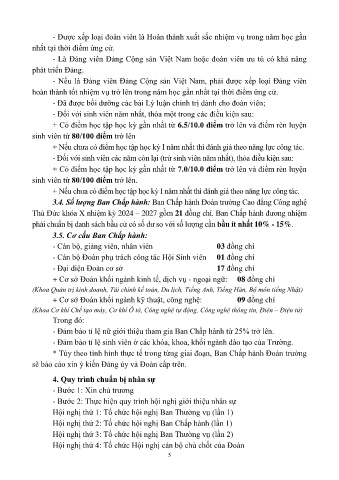 - Được xếp loại đoàn viên là Hoàn thành xuất sắc nhiệm vụ trong năm học gần
nhất tại thời điểm ứng cử.
- Là Đảng viên Đảng Cộng sản Việt Nam hoặc đoàn viên ưu tú có khả năng
phát triển Đảng.
- Nếu là Đảng viên Đảng Cộng sản Việt Nam, phải được xếp loại Đảng viên
hoàn thành tốt nhiệm vụ trở lên trong năm học gần nhất tại thời điểm ứng cử.
- Đã được bồi dưỡng các bài Lý luận chính trị dành cho đoàn viên;
- Đối với sinh viên năm nhất, thỏa một trong các điều kiện sau:
+ Có điểm học tập học kỳ gần nhất từ 6.5/10.0 điểm trở lên và điểm rèn luyện
sinh viên từ 80/100 điểm trở lên
+ Nếu chưa có điểm học tập học kỳ I năm nhất thì đánh giá theo năng lực công tác.
- Đối với sinh viên các năm còn lại (trừ sinh viên năm nhất), thỏa điều kiện sau:
+ Có điểm học tập học kỳ gần nhất từ 7.0/10.0 điểm trở lên và điểm rèn luyện
sinh viên từ 80/100 điểm trở lên.
+ Nếu chưa có điểm học tập học kỳ I năm nhất thì đánh giá theo năng lực công tác.
3.4. Số lượng Ban Chấp hành: Ban Chấp hành Đoàn trường Cao đẳng Công nghệ
Thủ Đức khóa X nhiệm kỳ 2024 – 2027 gồm 21 đồng chí. Ban Chấp hành đương nhiệm
phải chuẩn bị danh sách bầu cử có số dư so với số lượng cần bầu ít nhất 10% - 15%.
3.5. Cơ cấu Ban Chấp hành:
- Cán bộ, giảng viên, nhân viên 03 đồng chí
- Cán bộ Đoàn phụ trách công tác Hội Sinh viên 01 đồng chí
- Đại diện Đoàn cơ sở 17 đồng chí
+ Cơ sở Đoàn khối ngành kinh tế, dịch vụ - ngoại ngữ: 08 đồng chí
(Khoa Quản trị kinh doanh, Tài chính kế toán, Du lịch, Tiếng Anh, Tiếng Hàn, Bộ môn tiếng Nhật)
+ Cơ sở Đoàn khối ngành kỹ thuật, công nghệ: 09 đồng chí
(Khoa Cơ khí Chế tạo máy, Cơ khí Ô tô, Công nghệ tự động, Công nghệ thông tin, Điện – Điện tử)
Trong đó:
- Đảm bảo tỉ lệ nữ giới thiệu tham gia Ban Chấp hành từ 25% trở lên.
- Đảm bảo tỉ lệ sinh viên ở các khóa, khoa, khối ngành đào tạo của Trường.
* Tùy theo tình hình thực tế trong từng giai đoạn, Ban Chấp hành Đoàn trường
sẽ báo cáo xin ý kiến Đảng ủy và Đoàn cấp trên.
4. Quy trình chuẩn bị nhân sự
- Bước 1: Xin chủ trương
- Bước 2: Thực hiện quy trình hội nghị giới thiệu nhân sự
Hội nghị thứ 1: Tổ chức hội nghị Ban Thường vụ (lần 1)
Hội nghị thứ 2: Tổ chức hội nghị Ban Chấp hành (lần 1)
Hội nghị thứ 3: Tổ chức hội nghị Ban Thường vụ (lần 2)
Hội nghị thứ 4: Tổ chức Hội nghị cán bộ chủ chốt của Đoàn
5